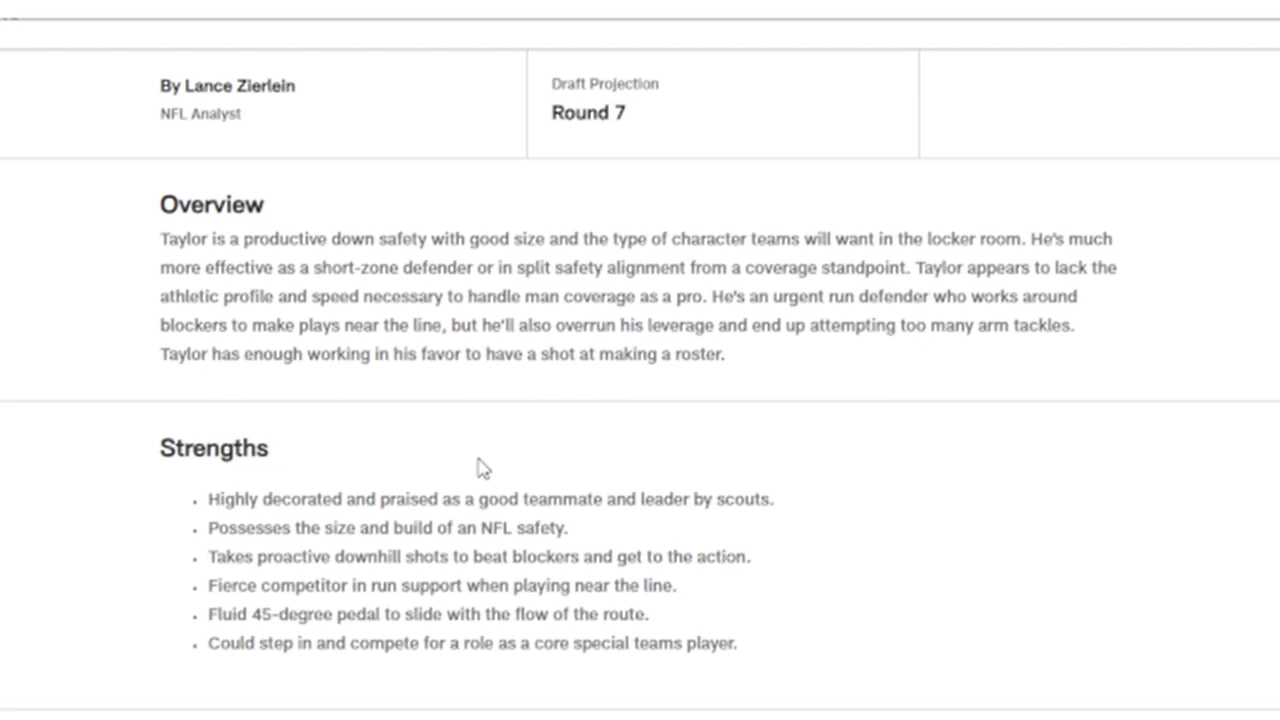 By Lance Zierlein
NFL Analyst
Draft Projection
Round 7
Overview
Taylor is a productive down safety with good size and the type of character teams will want in the locker room. He's much
more effective as a short-zone defender or in split safety alignment from a coverage standpoint. Taylor appears to lack the
athletic profile and speed necessary to handle man coverage as a pro. He's an urgent run defender who works around
blockers to make plays near the line, but he'll also overrun his leverage and end up attempting too many arm tackles.
Taylor has enough working in his favor to have a shot at making a roster.
Strengths
• Highly decorated and praised as a good teammate and leader by scouts.
• Possesses the size and build of an NFL safety.
• Takes proactive downhill shots to beat blockers and get to the action.
• Fierce competitor in run support when playing near the line.
• Fluid 45-degree pedal to slide with the flow of the route.
• Could step in and compete for a role as a core special teams player.